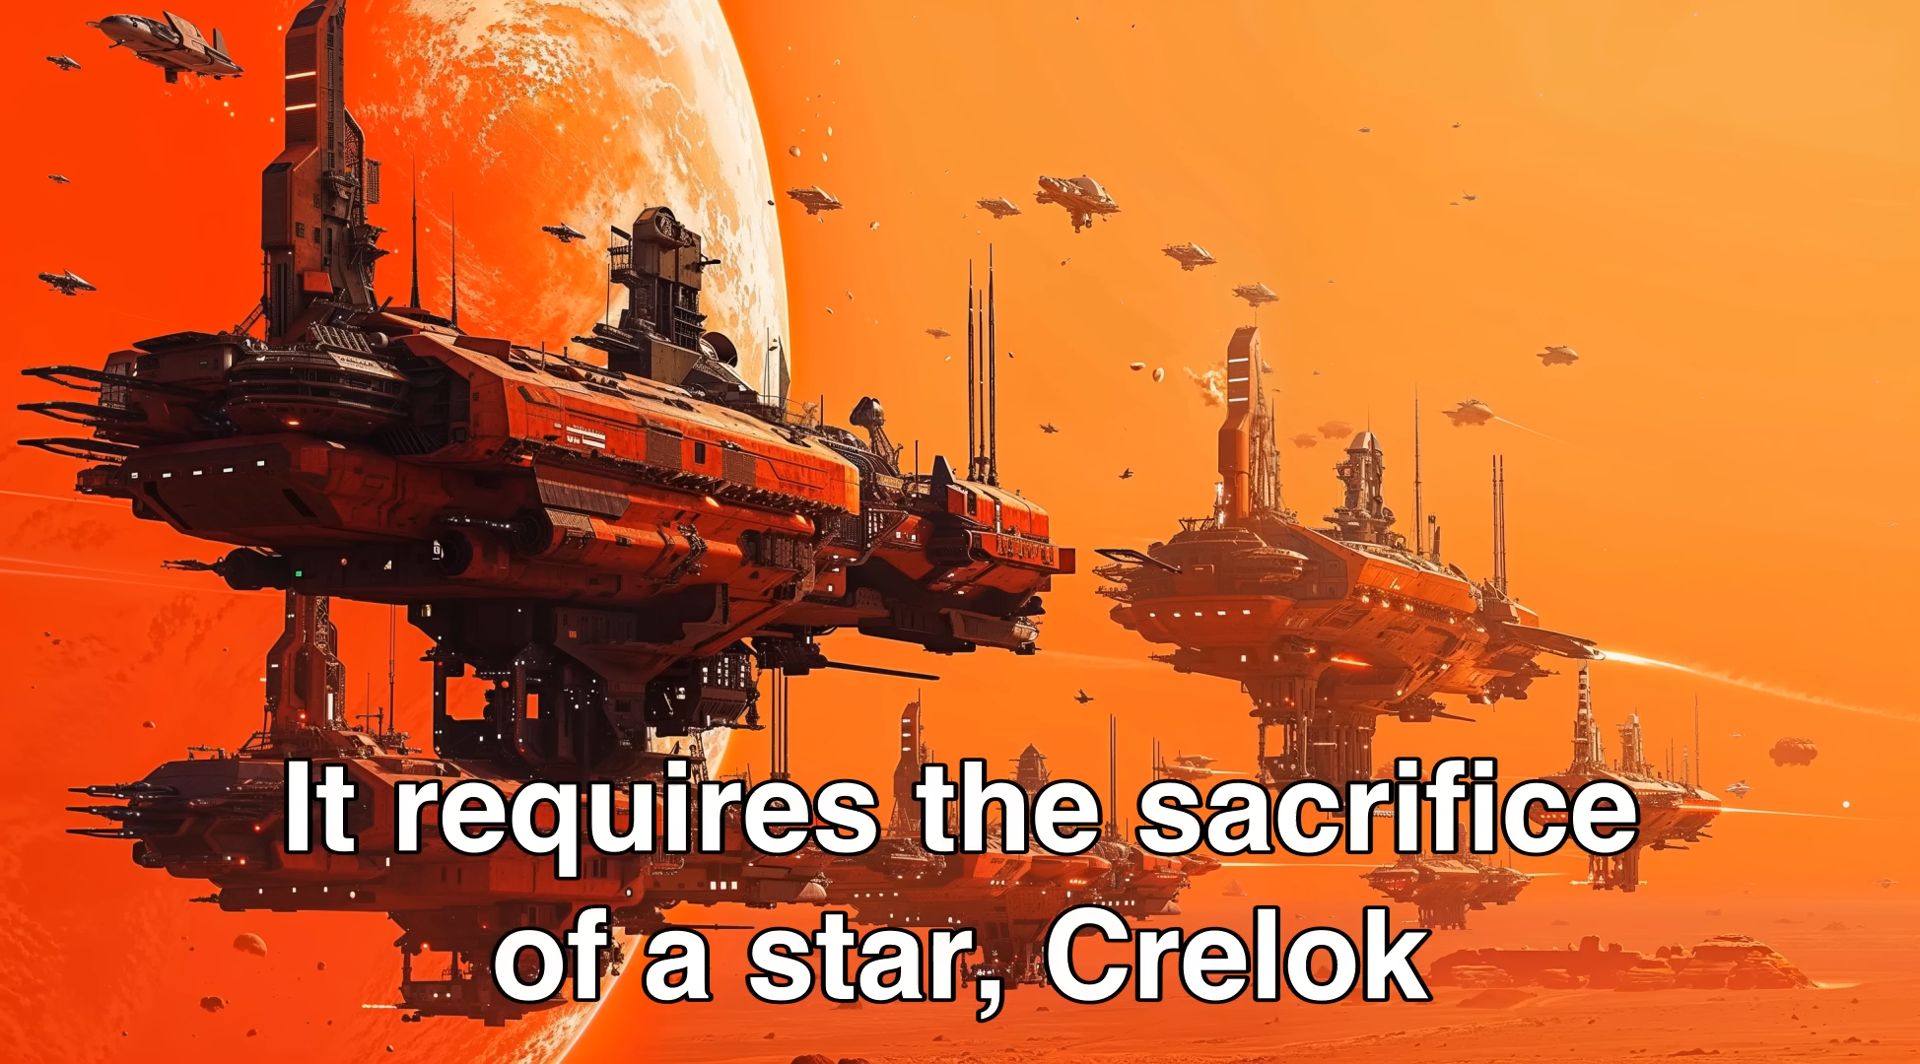 It requires the sacrifice
of a star, Crelok